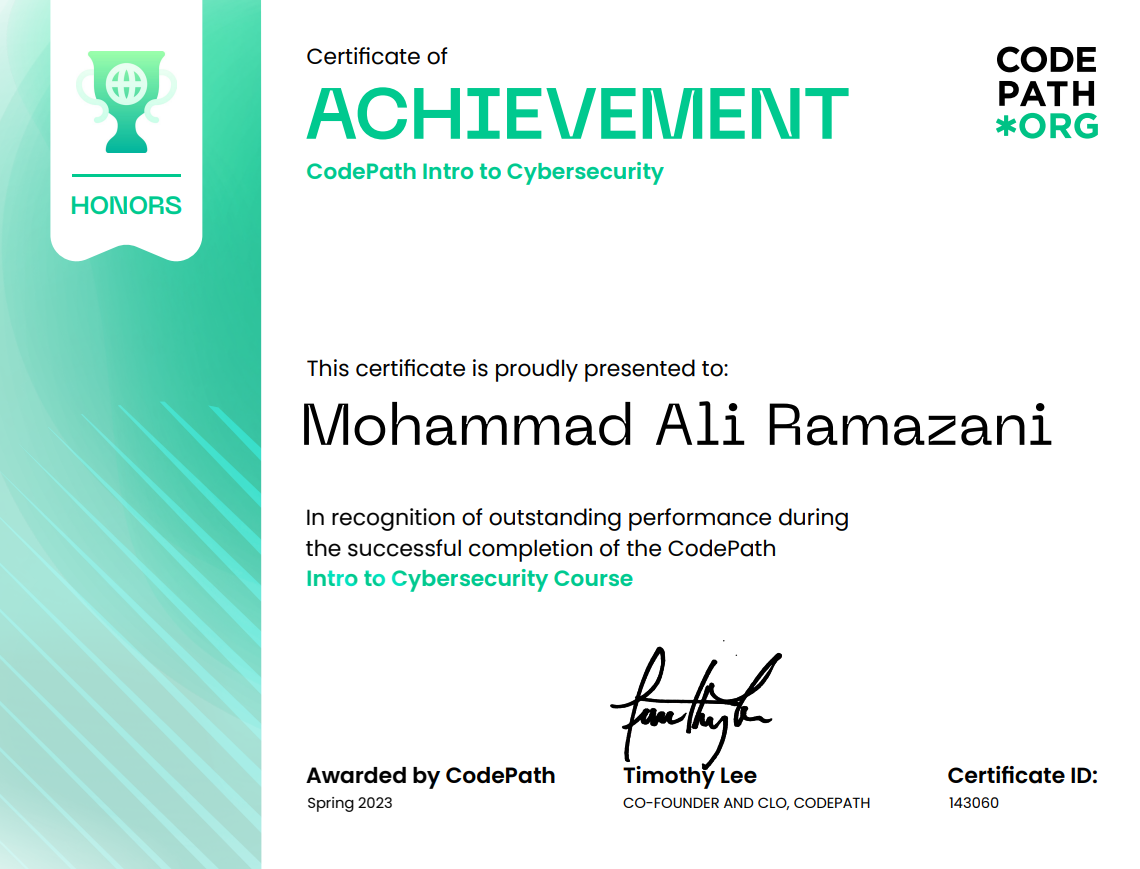 HONORS
Certificate of
ACHIEVEMENT
CodePath Intro to Cybersecurity
CODE
PATH
*ORG
This certificate is proudly presented to:
Mohammad Ali Ramazani
In recognition of outstanding performance during
the successful completion of the CodePath
Intro to Cybersecurity Course
Awarded by CodePath
Spring 2023
Timothy Lee
CO-FOUNDER AND CLO, CODEPATH
Certificate ID:
143060